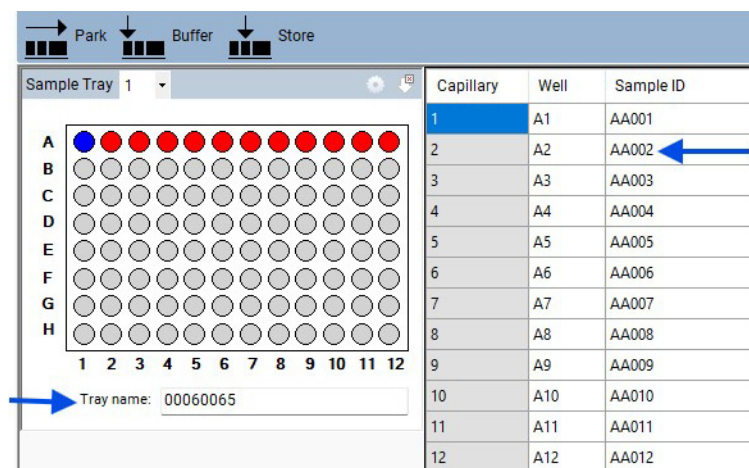 Park Buffer Store
Sample Tray 1
A
B
C
D
E
F
G
H
1 2 3 4 5 6 7 8 9 10 11 12
Tray name: 00060065
Capillary Well Sample ID
1 A1 AA001
2 A2 AA002
3 A3 AA003
4 A4 AA004
5 A5 AA005
6 A6 AA006
7 A7 AA007
8 A8 AA008
9 A9 AA009
10 A10 AA010
11 A11 AA011
12 A12 AA012